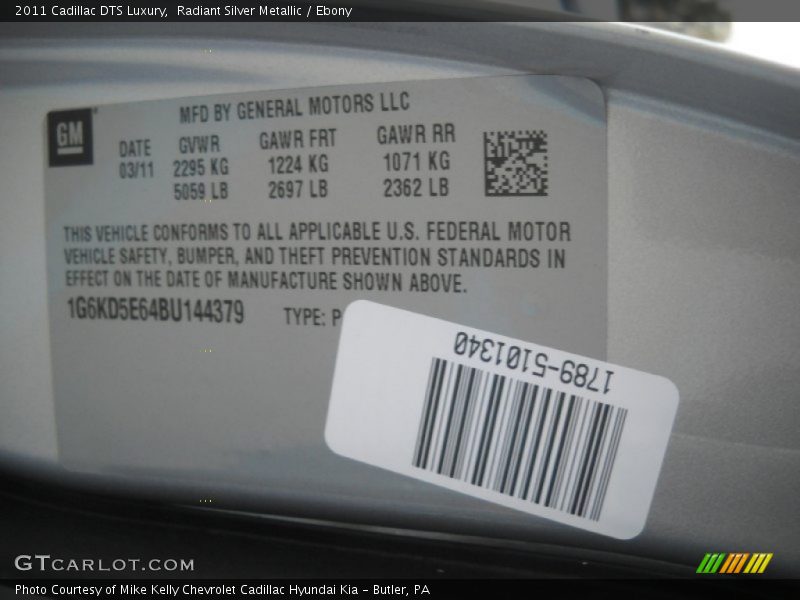 2011 Cadillac DTS Luxury, Radiant Silver Metallic / Ebony
GM
MFD BY GENERAL MOTORS LLC
DATE GVWR GAWR FRT GAWR RR
03/11 2295 KG 1224 KG 1071 KG
5059 LB 2697 LB 2362 LB
THIS VEHICLE CONFORMS TO ALL APPLICABLE U.S. FEDERAL MOTOR
VEHICLE SAFETY, BUMPER, AND THEFT PREVENTION STANDARDS IN
EFFECT ON THE DATE OF MANUFACTURE SHOWN ABOVE.
1G6KD5E64BU144379 TYPE: P
1789-5101340
GTCARLOT.COM
Photo Courtesy of Mike Kelly Chevrolet Cadillac Hyundai Kia - Butler, PA